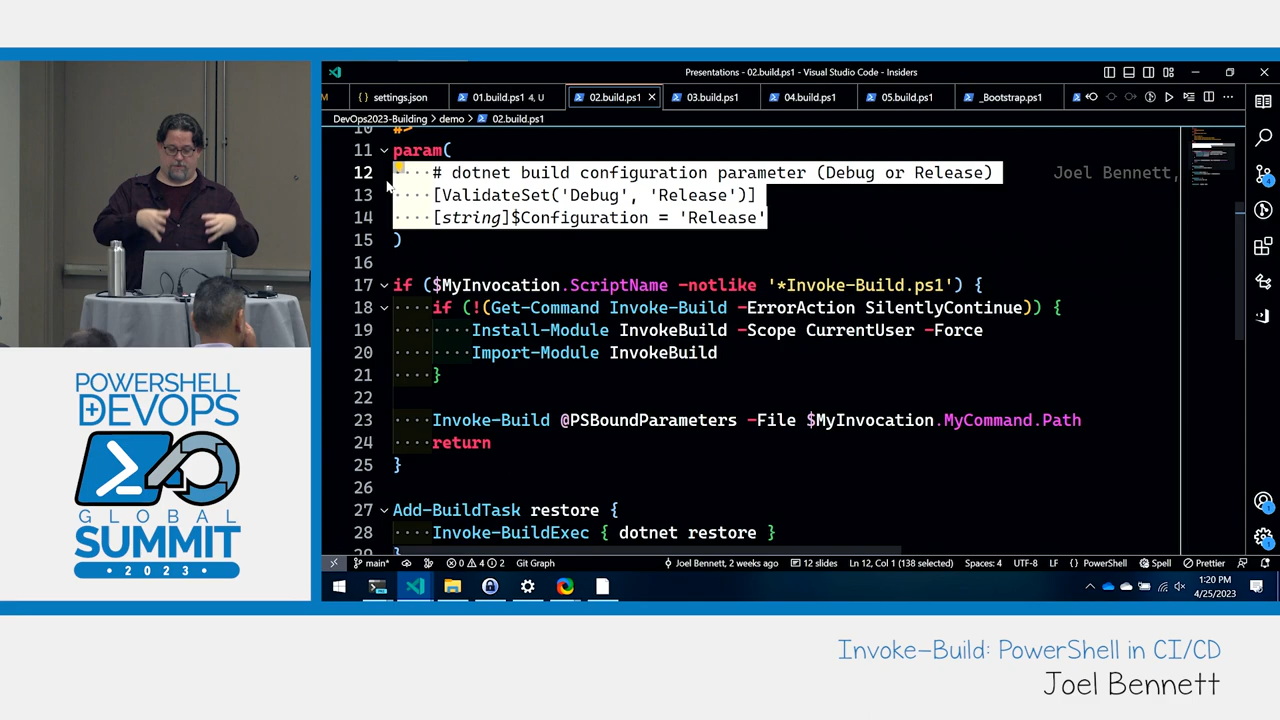 Presentations - 02.build.ps1 - Visual Studio Code - Insiders
M settings.json 01.build.ps1 4, U 02.build.ps1 03.build.ps1 04.build.ps1 05.build.ps1 _Bootstrap.ps1
DevOps2023-Building > demo > 02.build.ps1
10 #>
11 param(
12 # dotnet build configuration parameter (Debug or Release) Joel Bennett,
13 [ValidateSet('Debug', 'Release')]
14 [string]$Configuration = 'Release'
15 )
16
17 if ($MyInvocation.ScriptName -notlike '*Invoke-Build.ps1') {
18 if (!(Get-Command Invoke-Build -ErrorAction SilentlyContinue)) {
19 Install-Module InvokeBuild -Scope CurrentUser -Force
20 Import-Module InvokeBuild
21 }
22
23 Invoke-Build @PSBoundParameters -File $MyInvocation.MyCommand.Path
24 return
25 }
26
27 Add-BuildTask restore {
28 Invoke-BuildExec { dotnet restore }
29 }
main* 0 4 2 Git Graph Joel Bennett, 2 weeks ago 12 slides Ln 12, Col 1 (138 selected) Spaces: 4 UTF-8 LF { } PowerShell Spell Prettier
1:20 PM
4/25/2023
POWERSHELL
+DEVOPS
GLOBAL
SUMMIT
• 2023 •
Invoke-Build: PowerShell in CI/CD
Joel Bennett